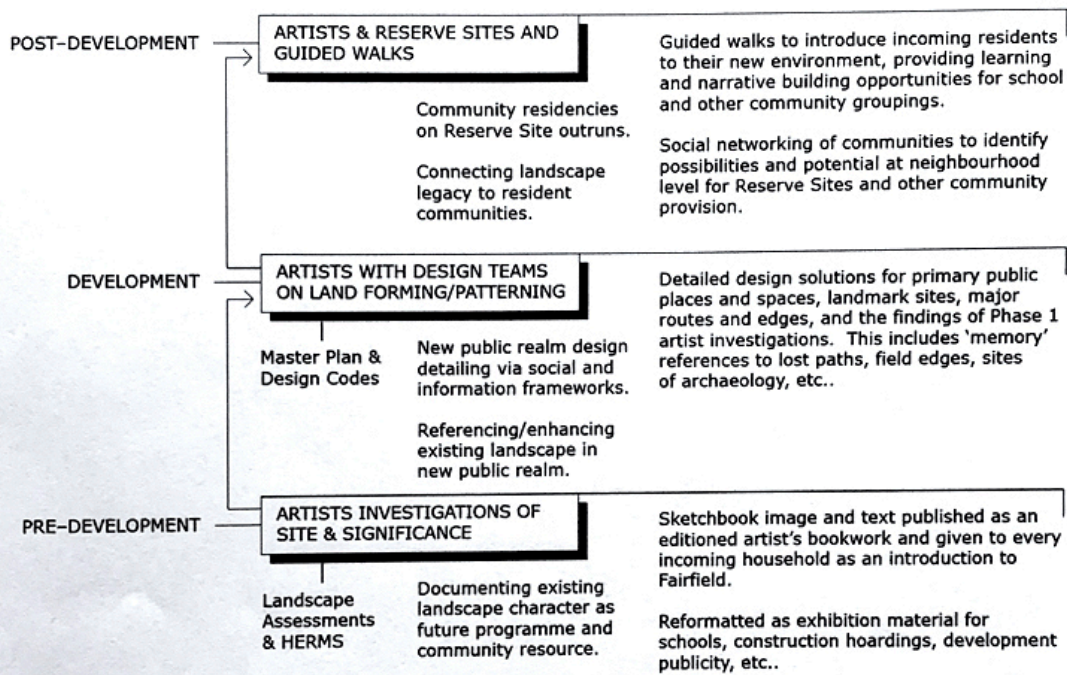 POST-DEVELOPMENT
ARTISTS & RESERVE SITES AND
GUIDED WALKS
Community residencies
on Reserve Site outruns.
Connecting landscape
legacy to resident
communities.
Guided walks to introduce incoming residents
to their new environment, providing learning
and narrative building opportunities for school
and other community groupings.
Social networking of communities to identify
possibilities and potential at neighbourhood
level for Reserve Sites and other community
provision.
DEVELOPMENT
ARTISTS WITH DESIGN TEAMS
ON LAND FORMING/PATTERNING
Master Plan &
Design Codes
New public realm design
detailing via social and
information frameworks.
Referencing/enhancing
existing landscape in
new public realm.
Detailed design solutions for primary public
places and spaces, landmark sites, major
routes and edges, and the findings of Phase 1
artist investigations. This includes ‘memory’
references to lost paths, field edges, sites
of archaeology, etc..
PRE-DEVELOPMENT
ARTISTS INVESTIGATIONS OF
SITE & SIGNIFICANCE
Landscape
Assessments
& HERMS
Documenting existing
landscape character as
future programme and
community resource.
Sketchbook image and text published as an
editioned artist's bookwork and given to every
incoming household as an introduction to
Fairfield.
Reformatted as exhibition material for
schools, construction hoardings, development
publicity, etc..